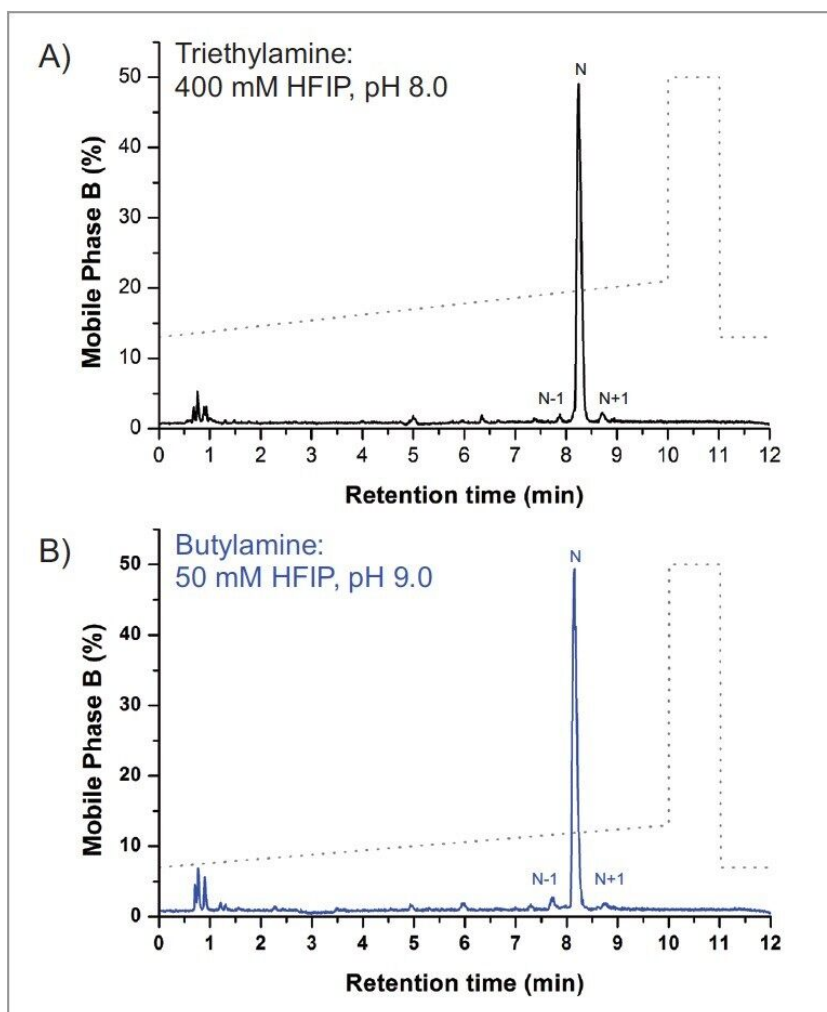 A)
Triethylamine:
400 mM HFIP, pH 8.0
Mobile Phase B (%)
50
40
30
20
10
0
N
N-1
N+1
0 1 2 3 4 5 6 7 8 9 10 11 12
Retention time (min)
B)
Butylamine:
50 mM HFIP, pH 9.0
Mobile Phase B (%)
50
40
30
20
10
0
N
N-1
N+1
0 1 2 3 4 5 6 7 8 9 10 11 12
Retention time (min)